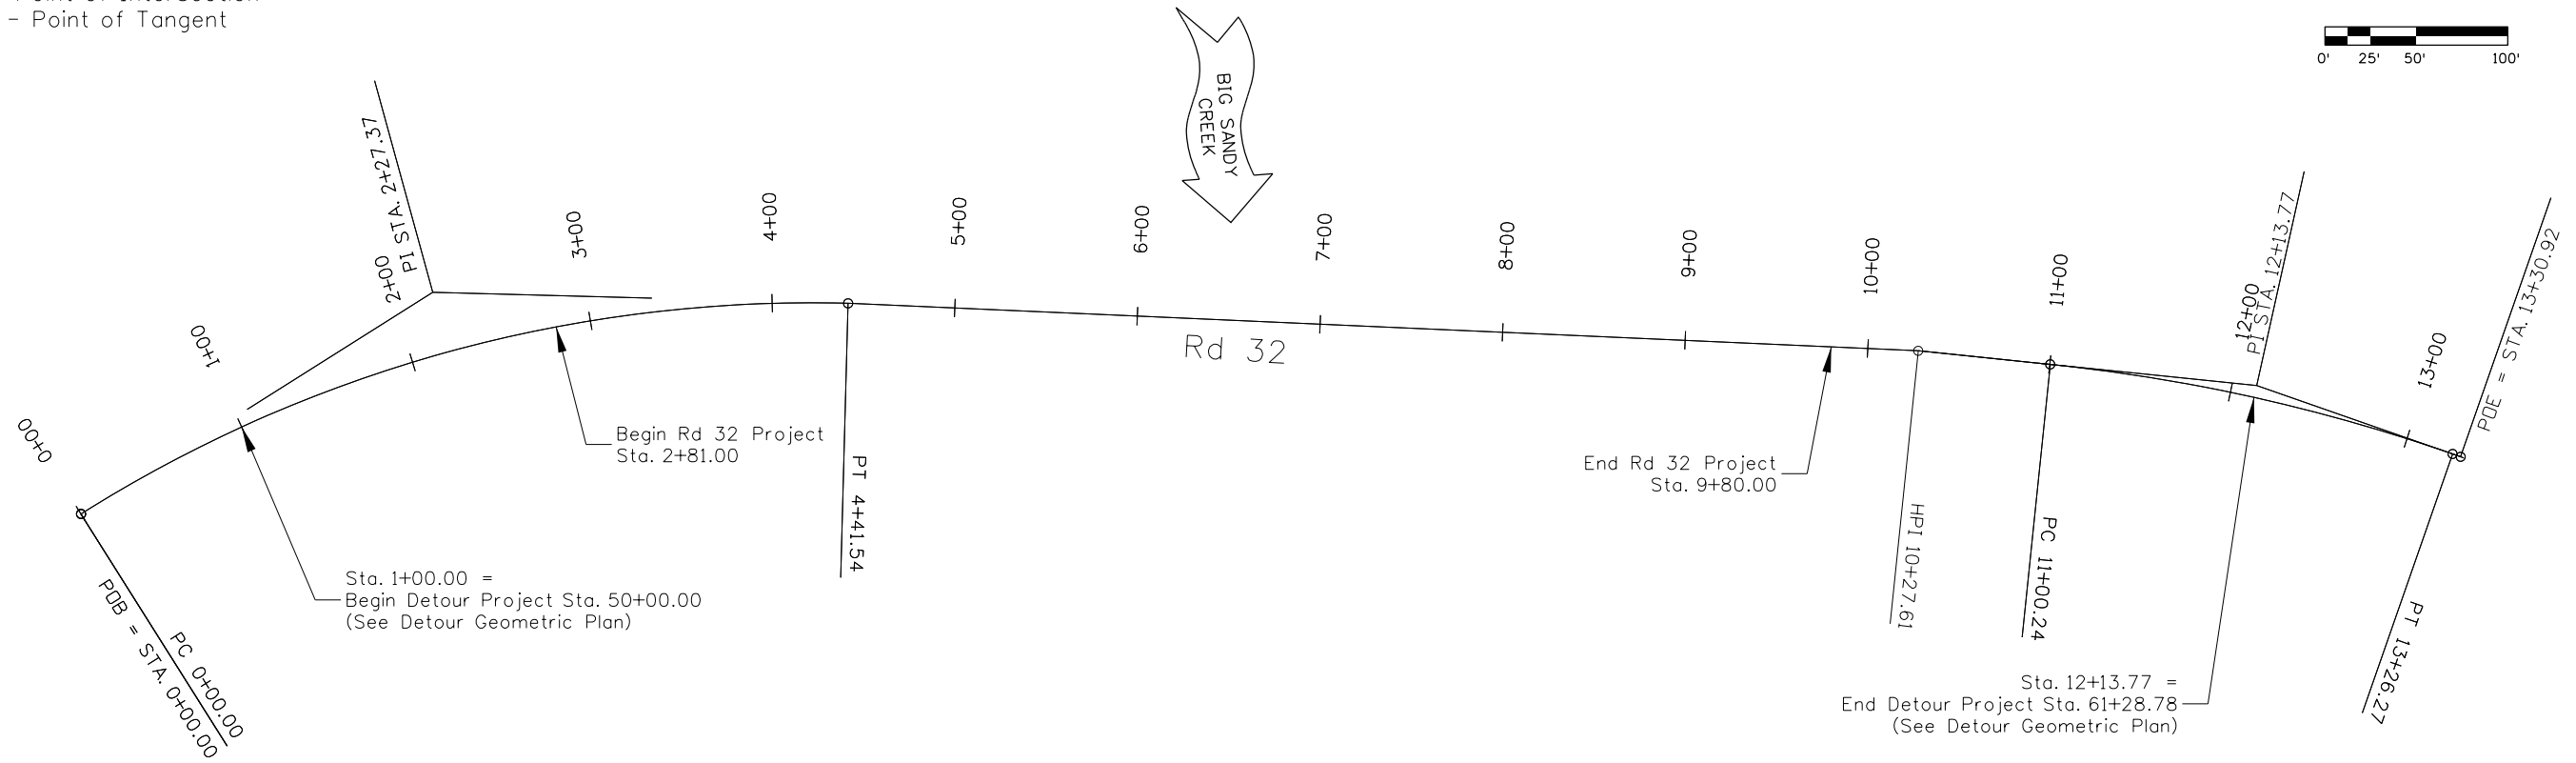 - Point of Tangent
0' 25' 50' 100'
BIG SANDY
CREEK
PI STA. 2+27.37
PI STA. 12+13.77
POE = STA. 13+30.92
0+00
1+00
2+00
3+00
4+00
5+00
6+00
7+00
8+00
9+00
10+00
11+00
12+00
13+00
Rd 32
Begin Rd 32 Project
Sta. 2+81.00
PT 4+41.54
End Rd 32 Project
Sta. 9+80.00
HPI 10+27.61
PC 11+00.24
Sta. 1+00.00 =
Begin Detour Project Sta. 50+00.00
(See Detour Geometric Plan)
PC 0+00.00
POB = STA. 0+00.00
Sta. 12+13.77 =
End Detour Project Sta. 61+28.78
(See Detour Geometric Plan)
PT 13+26.27